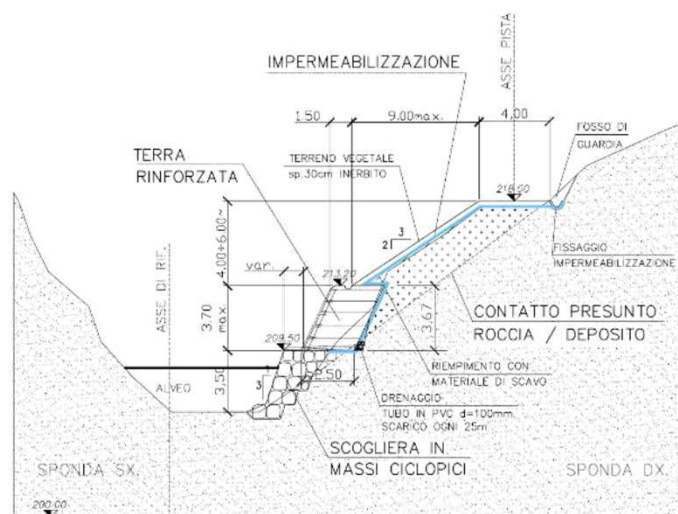 IMPERMEABILIZZAZIONE
ASSE PISTA
1.50
9.00max.
4,00
FOSSO DI
GUARDIA
TERRA
RINFORZATA
TERRENO VEGETALE
sp.30cm INERBITO
218.00
4.00÷6.00~
3
2
FISSAGGIO
IMPERMEABILIZZAZIONE
var.
213.20
ASSE DI RIF.
3.70
max
3,67
CONTATTO PRESUNTO
ROCCIA / DEPOSITO
209.50
RIEMPIMENTO CON
MATERIALE DI SCAVO
3
2.50
ALVEO
3,50
DRENAGGIO
TUBO IN PVC d=100mm.
SCARICO OGNI 25m
SCOGLIERA IN
MASSI CICLOPICI
SPONDA SX.
SPONDA DX.
200.00